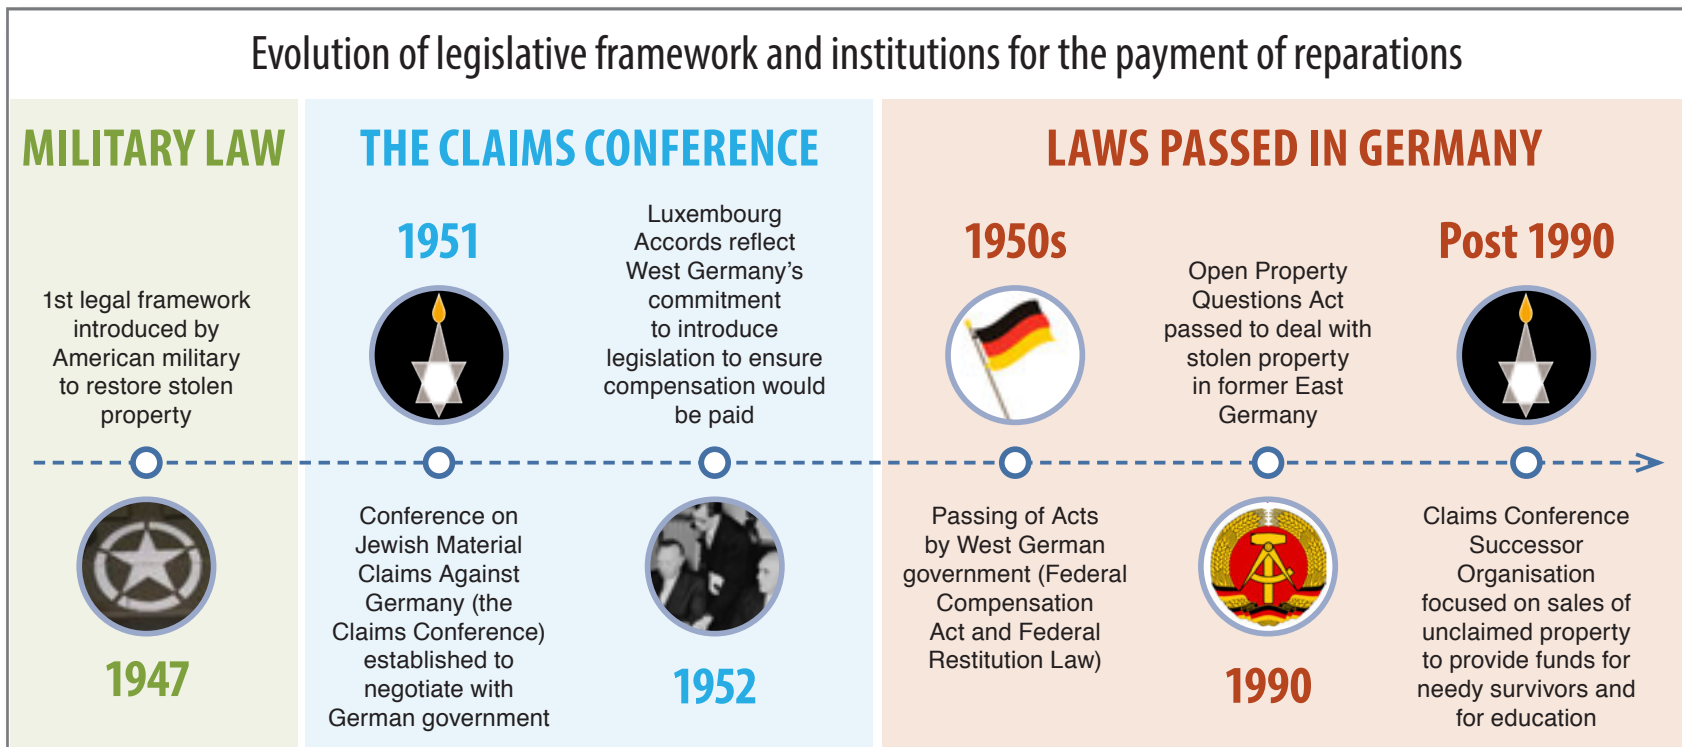 Evolution of legislative framework and institutions for the payment of reparations
MILITARY LAW
1st legal framework
introduced by
American military
to restore stolen
property
1947
THE CLAIMS CONFERENCE
1951
Conference on
Jewish Material
Claims Against
Germany (the
Claims Conference)
established to
negotiate with
German government
Luxembourg
Accords reflect
West Germany’s
commitment
to introduce
legislation to ensure
compensation would
be paid
1952
LAWS PASSED IN GERMANY
1950s
Passing of Acts
by West German
government (Federal
Compensation
Act and Federal
Restitution Law)
Open Property
Questions Act
passed to deal with
stolen property
in former East
Germany
1990
Post 1990
Claims Conference
Successor
Organisation
focused on sales of
unclaimed property
to provide funds for
needy survivors and
for education